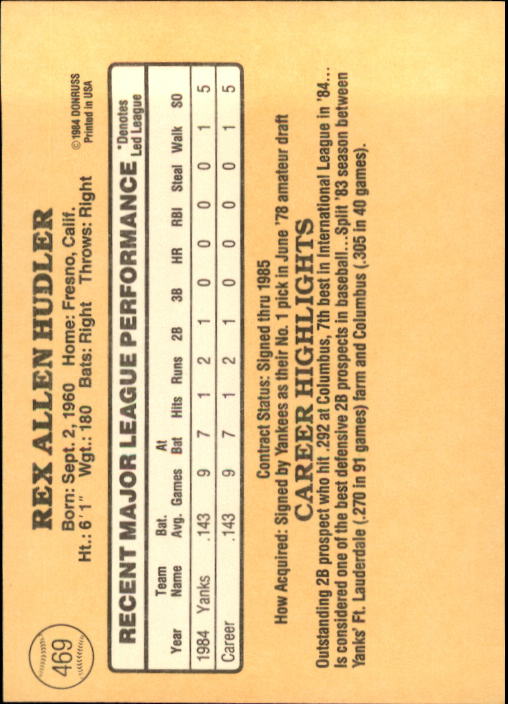 469
REX ALLEN HUDLER
Born: Sept. 2, 1960 Home: Fresno, Calif.
Ht.: 6'1" Wgt.: 180 Bats: Right Throws: Right
©1984 DONRUSS
Printed in USA
RECENT MAJOR LEAGUE PERFORMANCE *Denotes Led League
Year Team Name Bat. Avg. Games At Bat Hits Runs 2B 3B HR RBI Steal Walk SO
1984 Yanks .143 9 7 1 2 1 0 0 0 0 1 5
Career .143 9 7 1 2 1 0 0 0 0 1 5
Contract Status: Signed thru 1985
How Acquired: Signed by Yankees as their No. 1 pick in June '78 amateur draft
CAREER HIGHLIGHTS
Outstanding 2B prospect who hit .292 at Columbus, 7th best in International League in '84...
Is considered one of the best defensive 2B prospects in baseball...Split '83 season between
Yanks' Ft. Lauderdale (.270 in 91 games) farm and Columbus (.305 in 40 games).